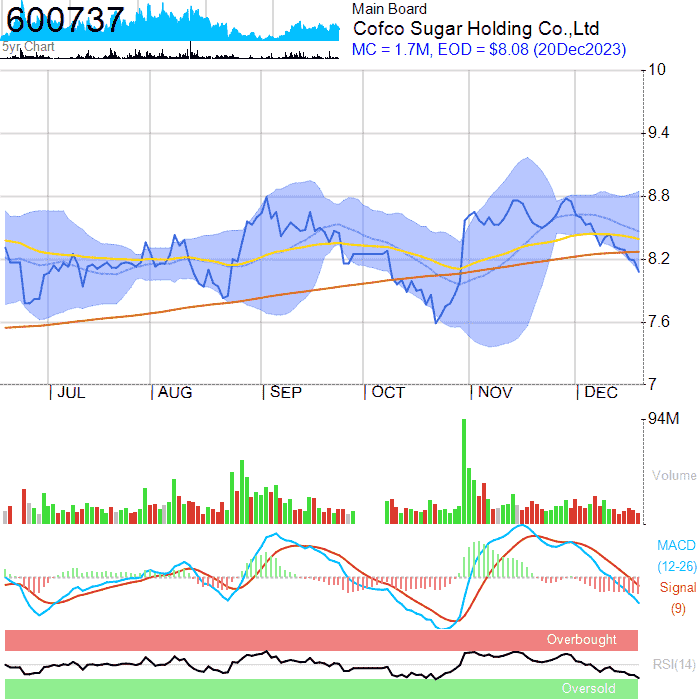 600737
5yr Chart
Main Board
Cofco Sugar Holding Co.,Ltd
MC = 1.7M, EOD = $8.08 (20Dec2023)
10
9.4
8.8
8.2
7.6
7
JUL AUG SEP OCT NOV DEC
94M
Volume
MACD
(12-26)
Signal
(9)
Overbought
RSI(14)
Oversold